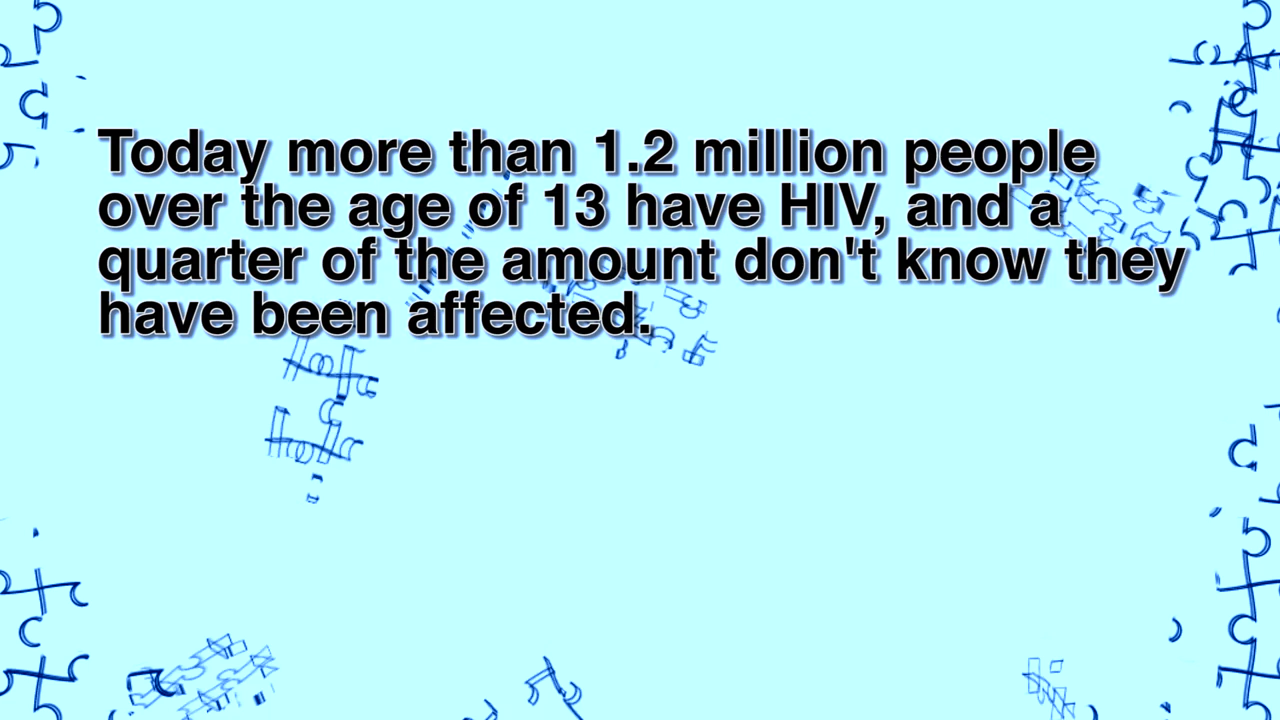 Today more than 1.2 million people
over the age of 13 have HIV, and a
quarter of the amount don't know they
have been affected.